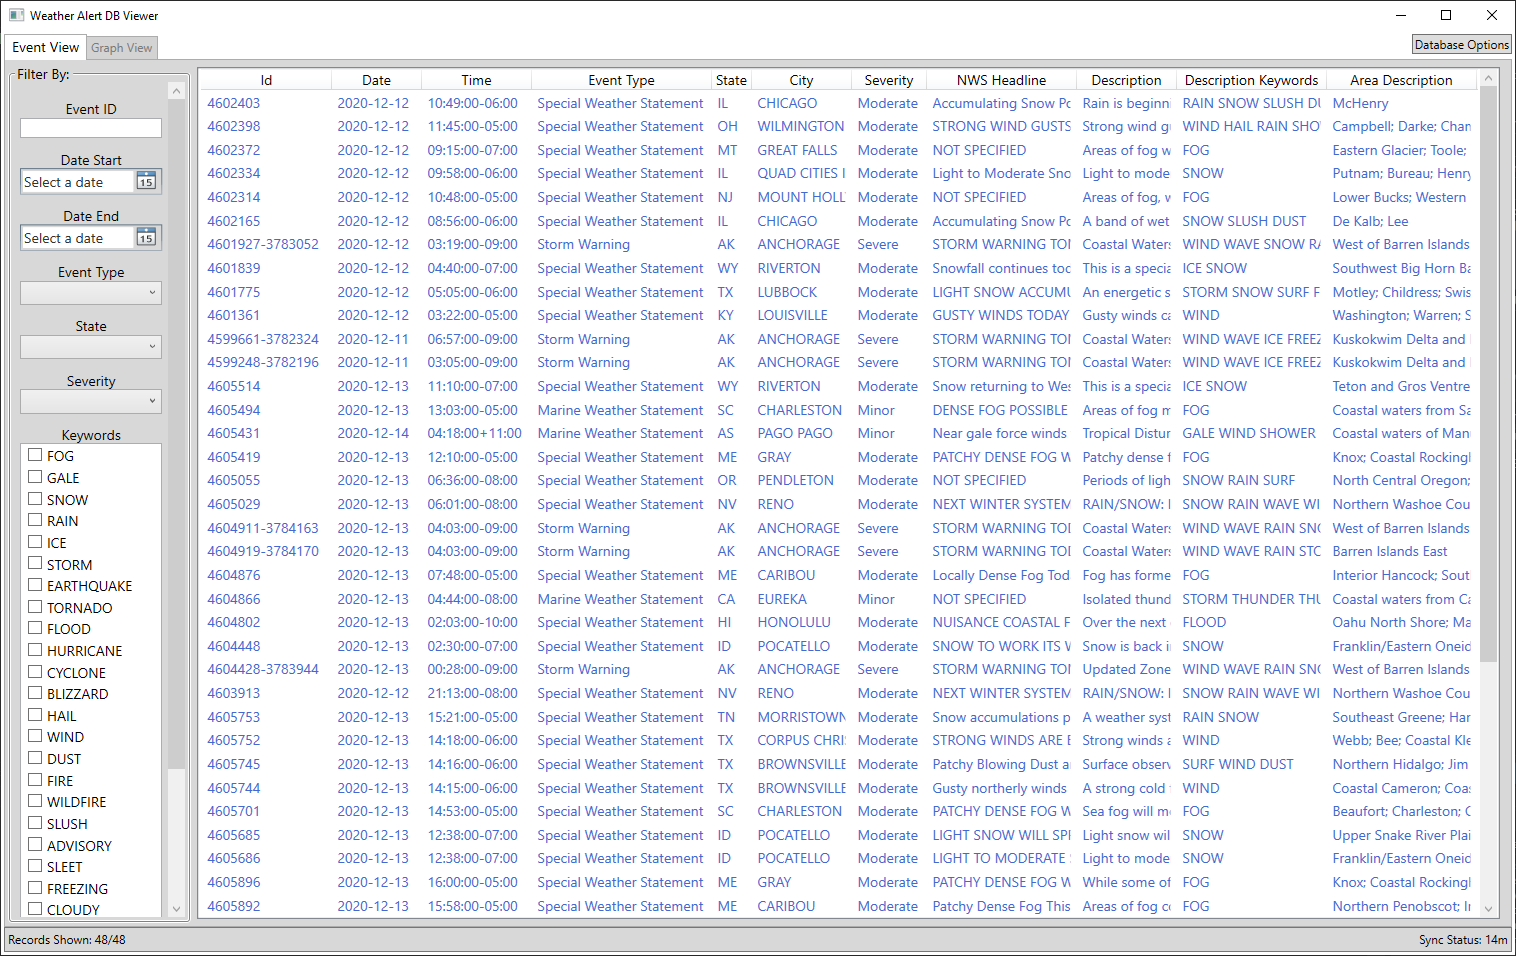 Weather Alert DB Viewer
Event View Graph View Database Options
Filter By:
Event ID
Date Start
Select a date 15
Date End
Select a date 15
Event Type
State
Severity
Keywords
FOG
GALE
SNOW
RAIN
ICE
STORM
EARTHQUAKE
TORNADO
FLOOD
HURRICANE
CYCLONE
BLIZZARD
HAIL
WIND
DUST
FIRE
WILDFIRE
SLUSH
ADVISORY
SLEET
FREEZING
CLOUDY
Id Date Time Event Type State City Severity NWS Headline Description Description Keywords Area Description
4602403 2020-12-12 10:49:00-06:00 Special Weather Statement IL CHICAGO Moderate Accumulating Snow Po Rain is beginni RAIN SNOW SLUSH DU McHenry
4602398 2020-12-12 11:45:00-05:00 Special Weather Statement OH WILMINGTON Moderate STRONG WIND GUSTS Strong wind gu WIND HAIL RAIN SHO Campbell; Darke; Cham
4602372 2020-12-12 09:15:00-07:00 Special Weather Statement MT GREAT FALLS Moderate NOT SPECIFIED Areas of fog w FOG Eastern Glacier; Toole;
4602334 2020-12-12 09:58:00-06:00 Special Weather Statement IL QUAD CITIES I Moderate Light to Moderate Sno Light to mode SNOW Putnam; Bureau; Henry
4602314 2020-12-12 10:48:00-05:00 Special Weather Statement NJ MOUNT HOLL Moderate NOT SPECIFIED Areas of fog, w FOG Lower Bucks; Western
4602165 2020-12-12 08:56:00-06:00 Special Weather Statement IL CHICAGO Moderate Accumulating Snow Po A band of wet SNOW SLUSH DUST De Kalb; Lee
4601927-3783052 2020-12-12 03:19:00-09:00 Storm Warning AK ANCHORAGE Severe STORM WARNING TON Coastal Waters WIND WAVE SNOW RA West of Barren Islands
4601839 2020-12-12 04:40:00-07:00 Special Weather Statement WY RIVERTON Moderate Snowfall continues tod This is a specia ICE SNOW Southwest Big Horn Ba
4601775 2020-12-12 05:05:00-06:00 Special Weather Statement TX LUBBOCK Moderate LIGHT SNOW ACCUMU An energetic s STORM SNOW SURF F Motley; Childress; Swis
4601361 2020-12-12 03:22:00-05:00 Special Weather Statement KY LOUISVILLE Moderate GUSTY WINDS TODAY Gusty winds ca WIND Washington; Warren; S
4599661-3782324 2020-12-11 06:57:00-09:00 Storm Warning AK ANCHORAGE Severe STORM WARNING TON Coastal Waters WIND WAVE ICE FREEZ Kuskokwim Delta and
4599248-3782196 2020-12-11 03:05:00-09:00 Storm Warning AK ANCHORAGE Severe STORM WARNING TON Coastal Waters WIND WAVE ICE FREEZ Kuskokwim Delta and
4605514 2020-12-13 11:10:00-07:00 Special Weather Statement WY RIVERTON Moderate Snow returning to Wes This is a specia ICE SNOW Teton and Gros Ventre
4605494 2020-12-13 13:03:00-05:00 Marine Weather Statement SC CHARLESTON Minor DENSE FOG POSSIBLE Areas of fog m FOG Coastal waters from Sa
4605431 2020-12-14 04:18:00+11:00 Marine Weather Statement AS PAGO PAGO Minor Near gale force winds Tropical Distur GALE WIND SHOWER Coastal waters of Man
4605419 2020-12-13 12:10:00-05:00 Special Weather Statement ME GRAY Moderate PATCHY DENSE FOG W Patchy dense f FOG Knox; Coastal Rockingl
4605055 2020-12-13 06:36:00-08:00 Special Weather Statement OR PENDLETON Moderate NOT SPECIFIED Periods of ligh SNOW RAIN SURF North Central Oregon;
4605029 2020-12-13 06:01:00-08:00 Special Weather Statement NV RENO Moderate NEXT WINTER SYSTEM RAIN/SNOW: SNOW RAIN WAVE WI Northern Washoe Cou
4604911-3784163 2020-12-13 04:03:00-09:00 Storm Warning AK ANCHORAGE Severe STORM WARNING TOD Coastal Waters WIND WAVE RAIN SNO West of Barren Islands
4604919-3784170 2020-12-13 04:03:00-09:00 Storm Warning AK ANCHORAGE Severe STORM WARNING TOD Coastal Waters WIND WAVE RAIN STO Barren Islands East
4604876 2020-12-13 07:48:00-05:00 Special Weather Statement ME CARIBOU Moderate Locally Dense Fog Tod Fog has forme FOG Interior Hancock; Sout
4604866 2020-12-13 04:44:00-08:00 Marine Weather Statement CA EUREKA Minor NOT SPECIFIED Isolated thund STORM THUNDER THU Coastal waters from Ca
4604802 2020-12-13 02:03:00-10:00 Special Weather Statement HI HONOLULU Moderate NUISANCE COASTAL F Over the next FLOOD Oahu North Shore; Ma
4604448 2020-12-13 02:30:00-07:00 Special Weather Statement ID POCATELLO Moderate SNOW TO WORK ITS W Snow is back i SNOW Franklin/Eastern Oneid
4604428-3783944 2020-12-13 00:28:00-09:00 Storm Warning AK ANCHORAGE Severe STORM WARNING TON Updated Zone WIND WAVE RAIN SNO West of Barren Islands
4603913 2020-12-12 21:13:00-08:00 Special Weather Statement NV RENO Moderate NEXT WINTER SYSTEM RAIN/SNOW: SNOW RAIN WAVE WI Northern Washoe Cou
4605753 2020-12-13 15:21:00-05:00 Special Weather Statement TN MORRISTOWN Moderate Snow accumulations p A weather syst RAIN SNOW Southeast Greene; Har
4605752 2020-12-13 14:18:00-06:00 Special Weather Statement TX CORPUS CHRIS Moderate STRONG WINDS ARE E Strong winds a WIND Webb; Bee; Coastal Kle
4605745 2020-12-13 14:16:00-06:00 Special Weather Statement TX BROWNSVILLE Moderate Patchy Blowing Dust a Surface observ SURF WIND DUST Northern Hidalgo; Jim
4605744 2020-12-13 14:15:00-06:00 Special Weather Statement TX BROWNSVILLE Moderate Gusty northerly winds A strong cold WIND Coastal Cameron; Coas
4605701 2020-12-13 14:53:00-05:00 Special Weather Statement SC CHARLESTON Moderate PATCHY DENSE FOG W Sea fog will m FOG Beaufort; Charleston; C
4605685 2020-12-13 12:38:00-07:00 Special Weather Statement ID POCATELLO Moderate LIGHT SNOW WILL SPI Light snow wil SNOW Upper Snake River Plai
4605686 2020-12-13 12:38:00-07:00 Special Weather Statement ID POCATELLO Moderate LIGHT TO MODERATE Light to mode SNOW Franklin/Eastern Oneid
4605896 2020-12-13 16:00:00-05:00 Special Weather Statement ME GRAY Moderate PATCHY DENSE FOG W While some of FOG Knox; Coastal Rockingl
4605892 2020-12-13 15:58:00-05:00 Special Weather Statement ME CARIBOU Moderate Patchy Dense Fog This Areas of fog co FOG Northern Penobscot; In
Records Shown: 48/48 Sync Status: 14m